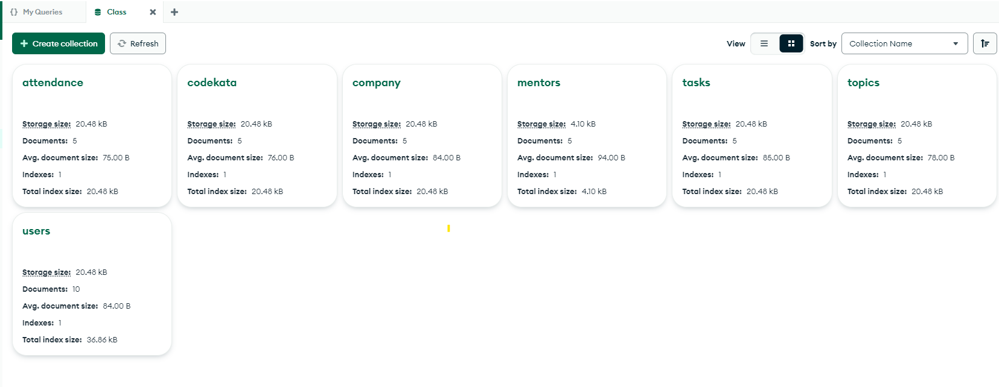 {} My Queries
Class
Create collection
Refresh
View
Sort by
Collection Name
attendance
Storage size: 20.48 kB
Documents: 5
Avg. document size: 75.00 B
Indexes: 1
Total index size: 20.48 kB
codekata
Storage size: 20.48 kB
Documents: 5
Avg. document size: 76.00 B
Indexes: 1
Total index size: 20.48 kB
company
Storage size: 20.48 kB
Documents: 5
Avg. document size: 84.00 B
Indexes: 1
Total index size: 20.48 kB
mentors
Storage size: 4.10 kB
Documents: 5
Avg. document size: 94.00 B
Indexes: 1
Total index size: 4.10 kB
tasks
Storage size: 20.48 kB
Documents: 5
Avg. document size: 85.00 B
Indexes: 1
Total index size: 20.48 kB
topics
Storage size: 20.48 kB
Documents: 5
Avg. document size: 78.00 B
Indexes: 1
Total index size: 20.48 kB
users
Storage size: 20.48 kB
Documents: 10
Avg. document size: 84.00 B
Indexes: 1
Total index size: 36.86 kB